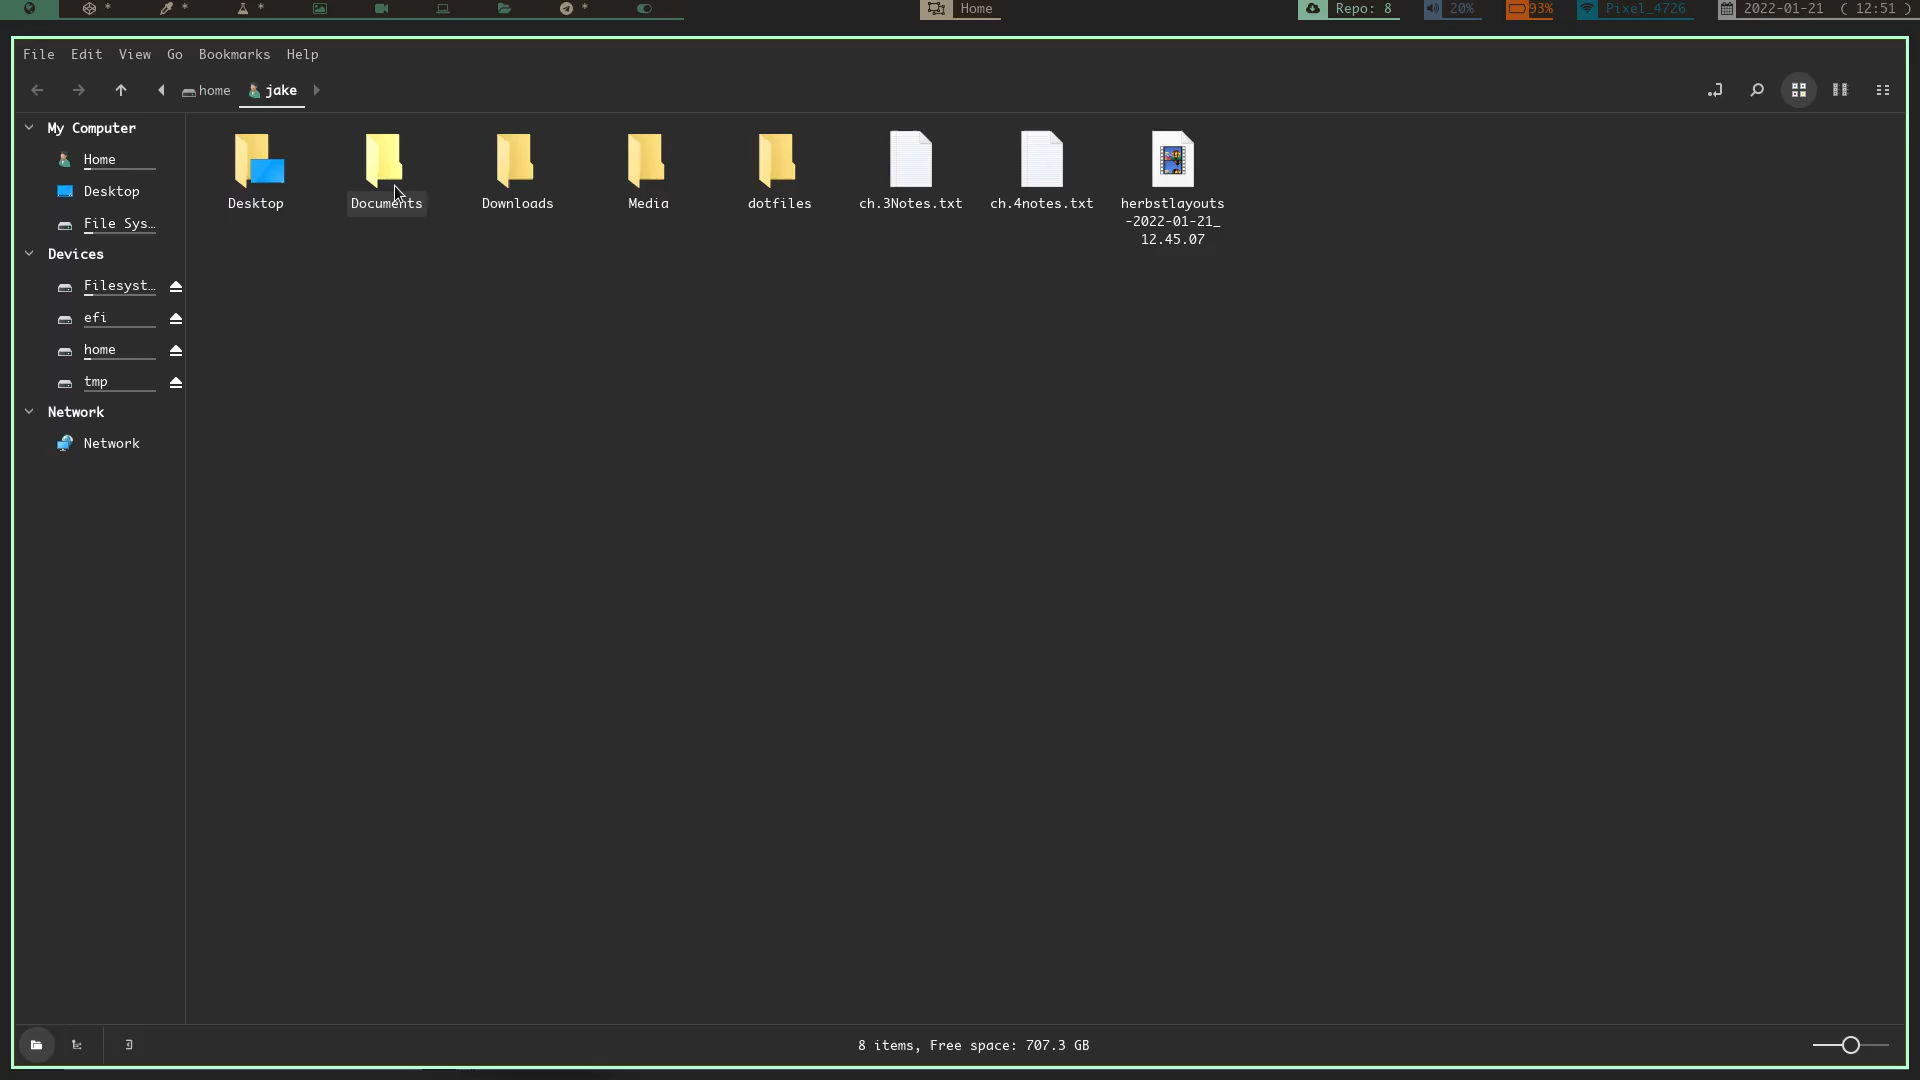 * * * * Home Repo: 8 20% 93% Pixel_4726 2022-01-21 ( 12:51 )
File Edit View Go Bookmarks Help
home jake
My Computer
Home
Desktop
File Sys…
Devices
Filesyst…
efi
home
tmp
Network
Network
Desktop
Documents
Downloads
Media
dotfiles
ch.3Notes.txt
ch.4notes.txt
herbstlayouts
-2022-01-21_
12.45.07
8 items, Free space: 707.3 GB